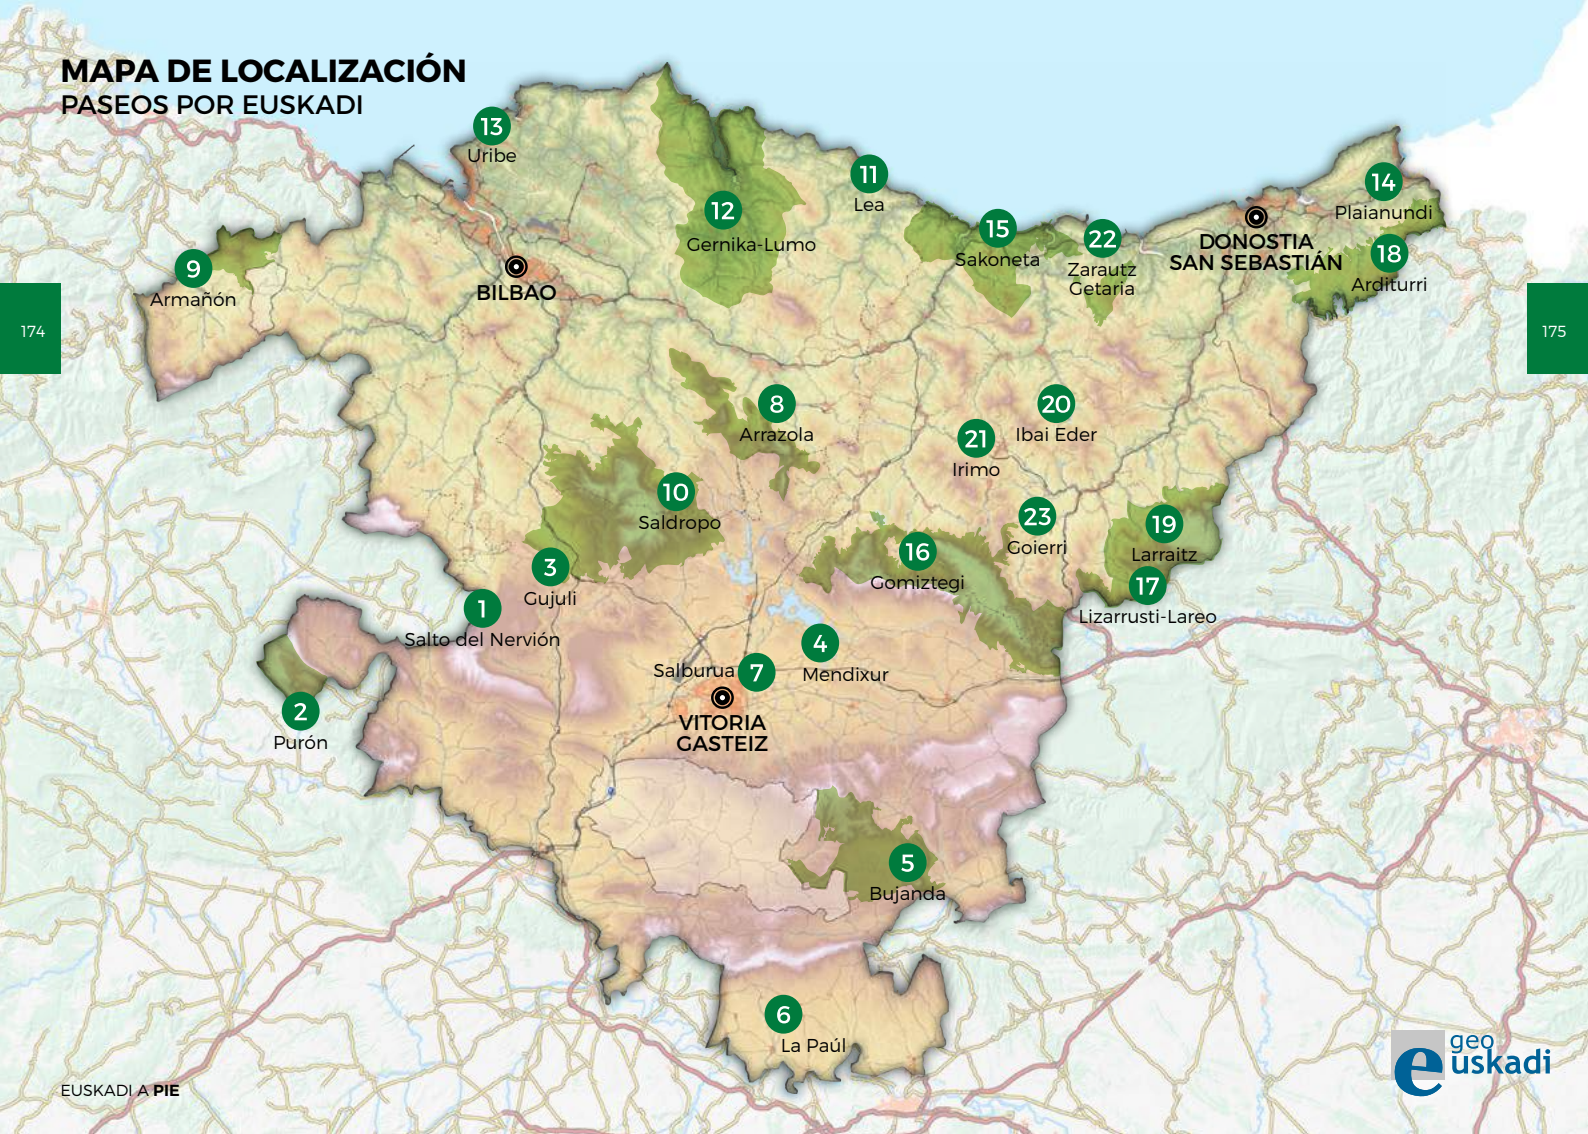 MAPA DE LOCALIZACIÓN
PASEOS POR EUSKADI
13
Uribe
11
Lea
14
Plaianundi
12
Gernika-Lumo
15
Sakoneta
22
Zarautz
Getaria
DONOSTIA
SAN SEBASTIÁN
18
Arditurri
9
Armañón
BILBAO
174
175
8
Arrazola
20
Ibai Eder
21
Irimo
10
Saldropo
23
Goierri
19
Larraitz
16
Gomiztegi
3
Gujuli
17
Lizarrusti-Lareo
1
Salto del Nervión
4
Mendixur
Salburua
7
VITORIA
GASTEIZ
2
Purón
5
Bujanda
6
La Paúl
geo
euskadi
EUSKADI A PIE